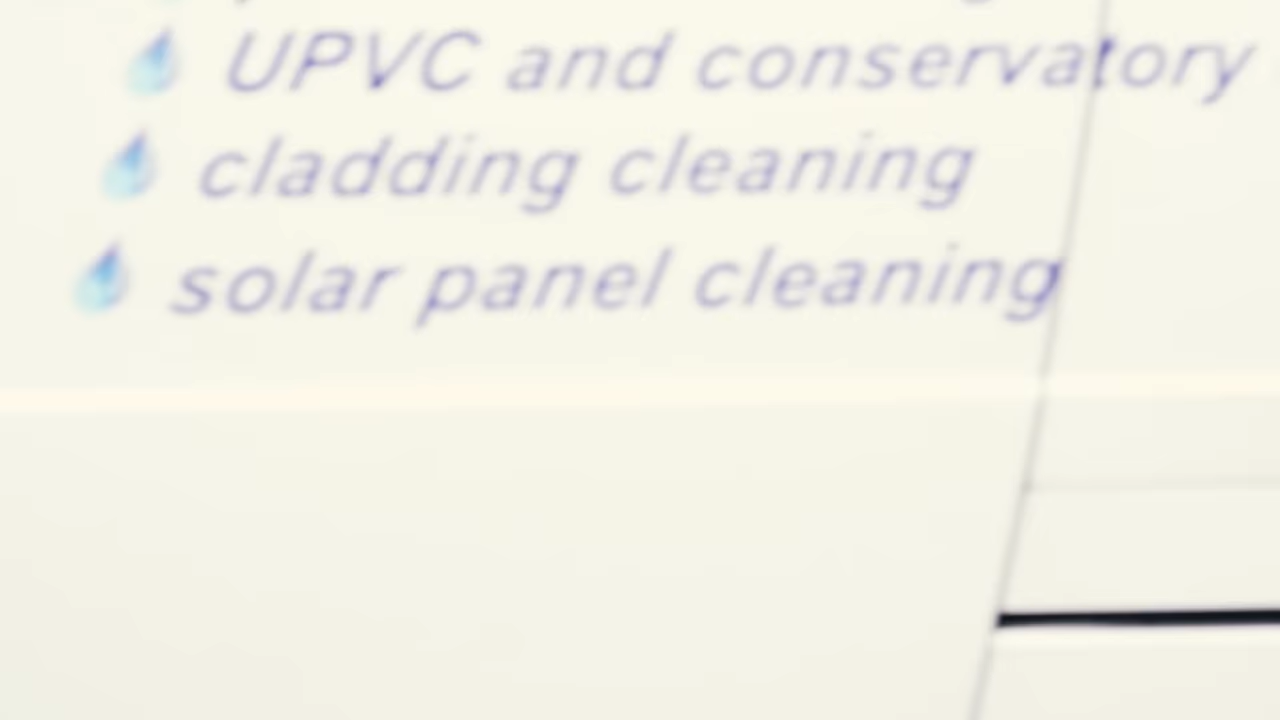 UPVC and conservatory
cladding cleaning
solar panel cleaning